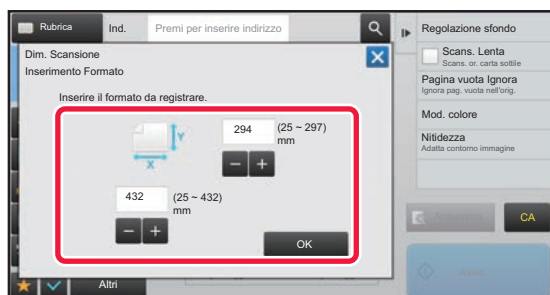 Rubrica
Ind.
Premi per inserire indirizzo
Regolazione sfondo
Dim. Scansione
Inserimento Formato
Scans. Lenta
Scans. or. carta sottile
Pagina vuota Ignora
Ignora pag. vuota nell'orig.
Inserire il formato da registrare.
Mod. colore
Y
X
294
(25 ~ 297)
mm
Nitidezza
Adatta contorno immagine
432
(25 ~ 432)
mm
OK
CA
Altri